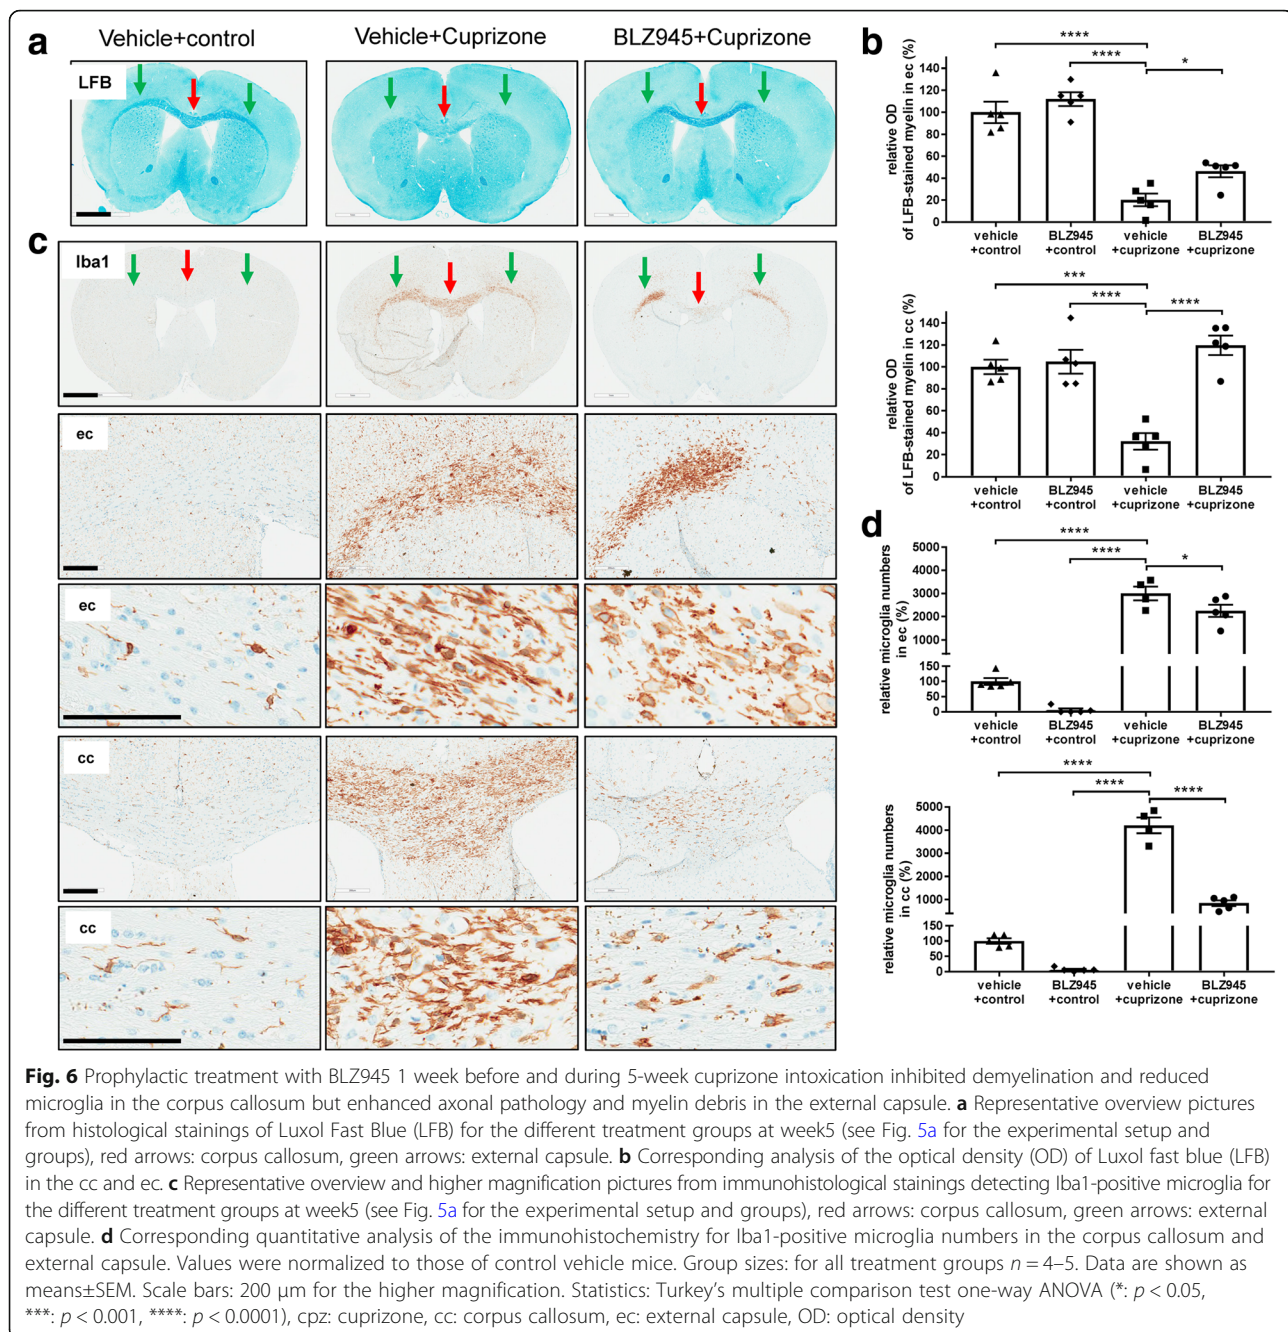 a
Vehicle+control
Vehicle+Cuprizone
BLZ945+Cuprizone
LFB
b
relative OD
of LFB-stained myelin in ec (%)
140
120
100
80
60
40
20
0
****
****
*
vehicle
+control
BLZ945
+control
vehicle
+cuprizone
BLZ945
+cuprizone
relative OD
of LFB-stained myelin in cc (%)
140
120
100
80
60
40
20
0
***
****
****
vehicle
+control
BLZ945
+control
vehicle
+cuprizone
BLZ945
+cuprizone
c
Iba1
ec
ec
cc
cc
d
relative microglia numbers
in ec (%)
5000
4000
3000
2000
1000
150
100
50
0
****
****
*
vehicle
+control
BLZ945
+control
vehicle
+cuprizone
BLZ945
+cuprizone
relative microglia numbers
in cc (%)
5000
4000
3000
2000
1000
150
100
50
0
****
****
****
vehicle
+control
BLZ945
+control
vehicle
+cuprizone
BLZ945
+cuprizone
Fig. 6 Prophylactic treatment with BLZ945 1 week before and during 5-week cuprizone intoxication inhibited demyelination and reduced
microglia in the corpus callosum but enhanced axonal pathology and myelin debris in the external capsule. a Representative overview pictures
from histological stainings of Luxol Fast Blue (LFB) for the different treatment groups at week5 (see Fig. 5a for the experimental setup and
groups), red arrows: corpus callosum, green arrows: external capsule. b Corresponding analysis of the optical density (OD) of Luxol fast blue (LFB)
in the cc and ec. c Representative overview and higher magnification pictures from immunohistological stainings detecting Iba1-positive microglia for
the different treatment groups at week5 (see Fig. 5a for the experimental setup and groups), red arrows: corpus callosum, green arrows: external
capsule. d Corresponding quantitative analysis of the immunohistochemistry for Iba1-positive microglia numbers in the corpus callosum and
external capsule. Values were normalized to those of control vehicle mice. Group sizes: for all treatment groups n = 4–5. Data are shown as
means±SEM. Scale bars: 200 μm for the higher magnification. Statistics: Turkey's multiple comparison test one-way ANOVA (*: p < 0.05,
***: p < 0.001, ****: p < 0.0001), cpz: cuprizone, cc: corpus callosum, ec: external capsule, OD: optical density